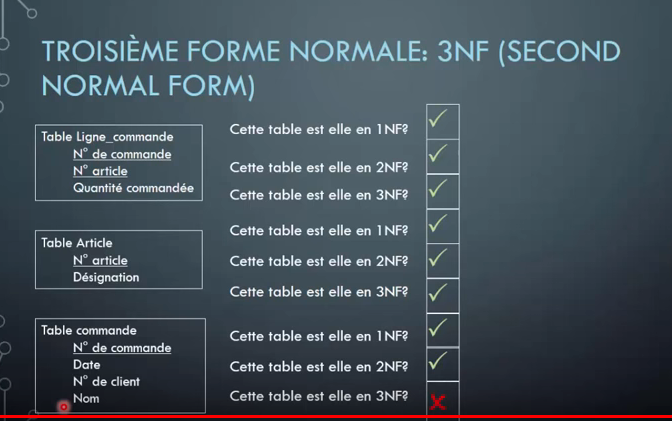 TROISIÈME FORME NORMALE: 3NF (SECOND
NORMAL FORM)
Table Ligne_commande
N° de commande
N° article
Quantité commandée
Cette table est elle en 1NF?
Cette table est elle en 2NF?
Cette table est elle en 3NF?
Table Article
N° article
Désignation
Cette table est elle en 1NF?
Cette table est elle en 2NF?
Cette table est elle en 3NF?
Table commande
N° de commande
Date
N° de client
Nom
Cette table est elle en 1NF?
Cette table est elle en 2NF?
Cette table est elle en 3NF?